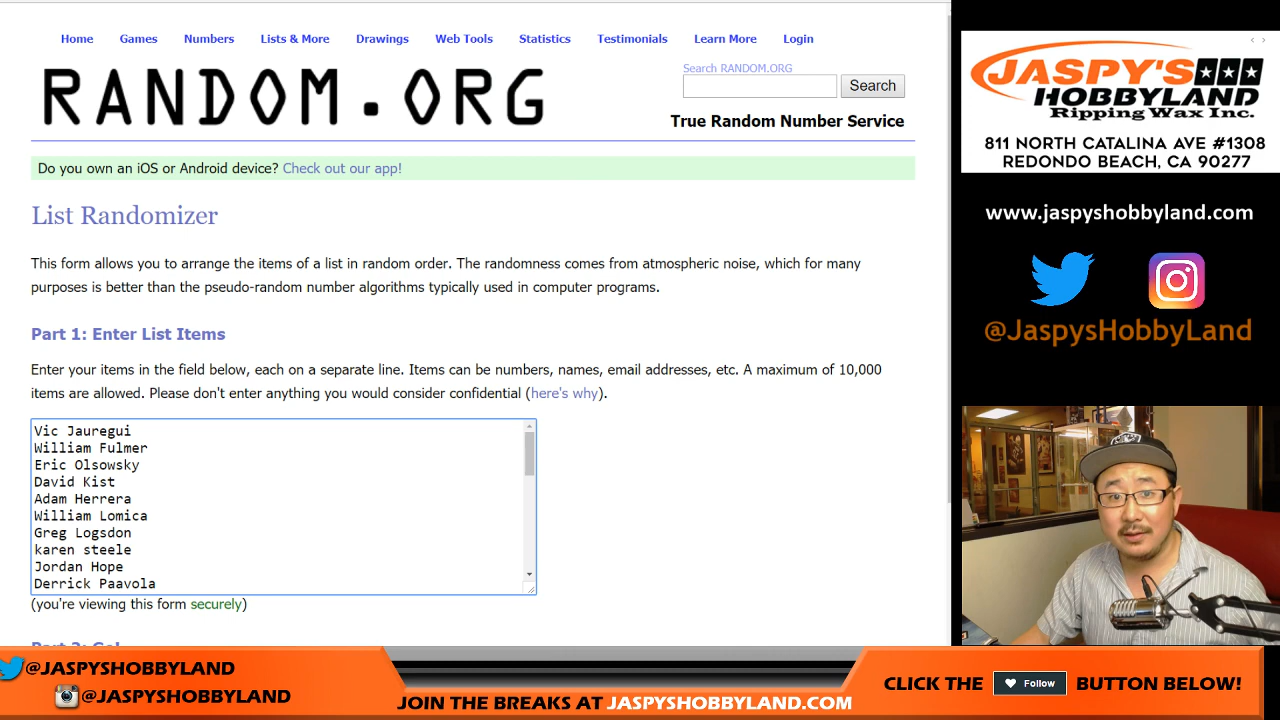 Home Games Numbers Lists & More Drawings Web Tools Statistics Testimonials Learn More Login
RANDOM.ORG
Search RANDOM.ORG
Search
True Random Number Service
Do you own an iOS or Android device? Check out our app!
List Randomizer
This form allows you to arrange the items of a list in random order. The randomness comes from atmospheric noise, which for many
purposes is better than the pseudo-random number algorithms typically used in computer programs.
Part 1: Enter List Items
Enter your items in the field below, each on a separate line. Items can be numbers, names, email addresses, etc. A maximum of 10,000
items are allowed. Please don't enter anything you would consider confidential (here's why).
Vic Jauregui
William Fulmer
Eric Olsowsky
David Kist
Adam Herrera
William Lomica
Greg Logsdon
karen steele
Jordan Hope
Derrick Paavola
(you're viewing this form securely)
JASPY'S
HOBBYLAND
Ripping Wax Inc.
811 NORTH CATALINA AVE #1308
REDONDO BEACH, CA 90277
www.jaspyshobbyland.com
@JaspysHobbyLand
@JASPYSHOBBYLAND
@JASPYSHOBBYLAND
JOIN THE BREAKS AT JASPYSHOBBYLAND.COM
CLICK THE Follow BUTTON BELOW!